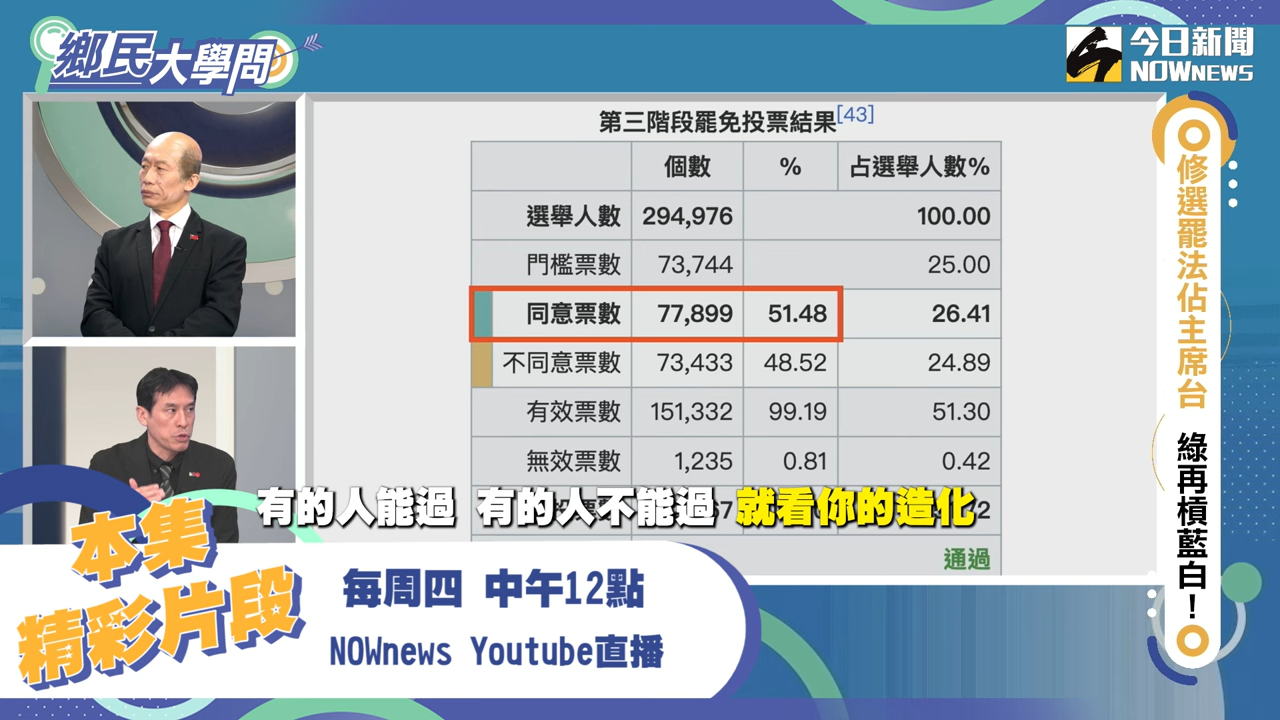 鄉民大學問
今日新聞
NOWnews
第三階段罷免投票結果[43]
個數 % 占選舉人數%
選舉人數 294,976 100.00
門檻票數 73,744 25.00
同意票數 77,899 51.48 26.41
不同意票數 73,433 48.52 24.89
有效票數 151,332 99.19 51.30
無效票數 1,235 0.81 0.42
通過
有的人能過 有的人不能過 就看你的造化
修選罷法佔主席台 綠再槓藍白！
本集
精彩片段
每周四 中午12點
NOWnews Youtube直播